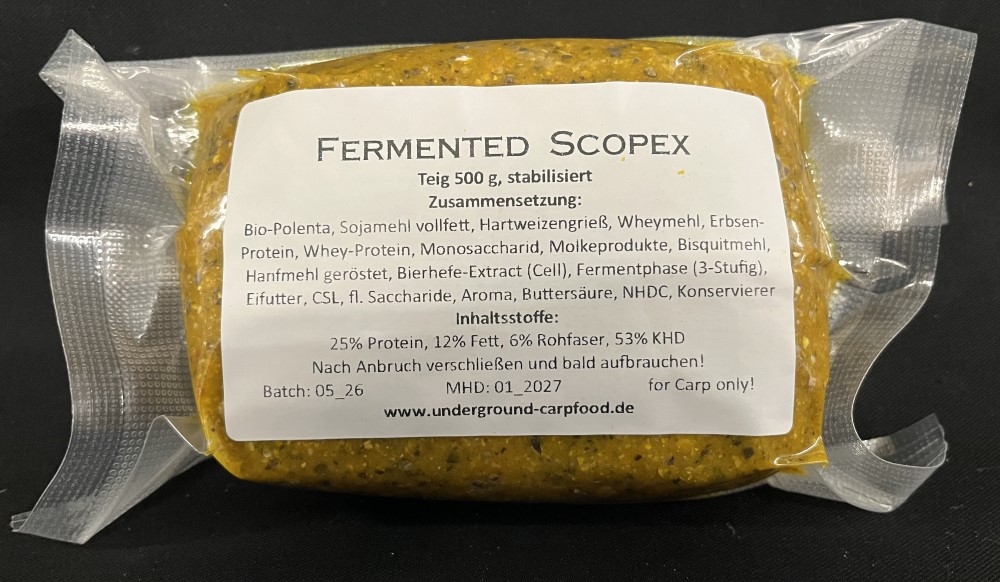 FERMENTED SCOPEX
Teig 500 g, stabilisiert
Zusammensetzung:
Bio-Polenta, Sojamehl vollfett, Hartweizengrieß, Wheymehl, Erbsen-
Protein, Whey-Protein, Monosaccharid, Molkeprodukte, Bisquitmehl,
Hanfmehl geröstet, Bierhefe-Extract (Cell), Fermentphase (3-Stufig),
Eifutter, CSL, fl. Saccharide, Aroma, Buttersäure, NHDC, Konservierer
Inhaltsstoffe:
25% Protein, 12% Fett, 6% Rohfaser, 53% KHD
Nach Anbruch verschließen und bald aufbrauchen!
Batch: 05_26 MHD: 01_2027 for Carp only!
www.underground-carpfood.de